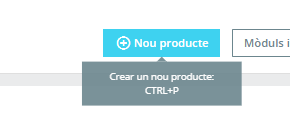 Nou producte
Mòduls i
Crear un nou producte:
CTRL+P